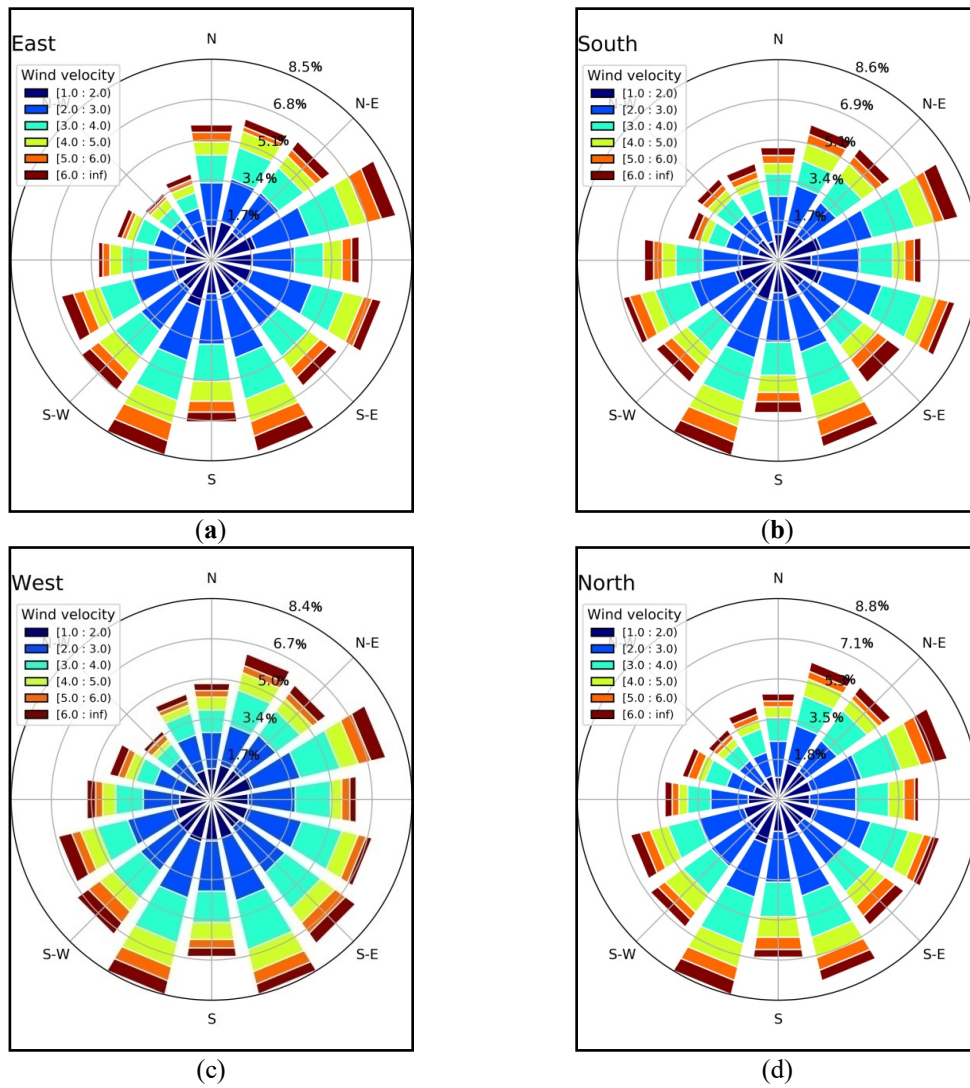 East
N
8.5%
Wind velocity
[1.0 : 2.0)
[2.0 : 3.0)
[3.0 : 4.0)
[4.0 : 5.0)
[5.0 : 6.0)
[6.0 : inf)
N-W
6.8%
N-E
5.1%
3.4%
1.7%
S-W
S-E
S
(a)
South
N
8.6%
Wind velocity
[1.0 : 2.0)
[2.0 : 3.0)
[3.0 : 4.0)
[4.0 : 5.0)
[5.0 : 6.0)
[6.0 : inf)
N-W
6.9%
N-E
3.4%
1.7%
S-W
S-E
S
(b)
West
N
8.4%
Wind velocity
[1.0 : 2.0)
[2.0 : 3.0)
[3.0 : 4.0)
[4.0 : 5.0)
[5.0 : 6.0)
[6.0 : inf)
N-W
6.7%
N-E
5.0%
3.4%
1.7%
S-W
S-E
S
(c)
North
N
8.8%
Wind velocity
[1.0 : 2.0)
[2.0 : 3.0)
[3.0 : 4.0)
[4.0 : 5.0)
[5.0 : 6.0)
[6.0 : inf)
N-W
7.1%
N-E
5.3%
3.5%
1.8%
S-W
S-E
S
(d)